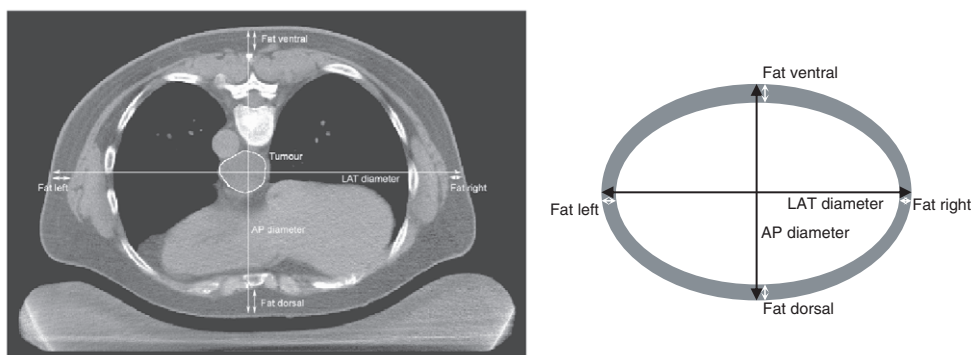 Fat ventral
Tumour
Fat left
LAT diameter
Fat right
AP diameter
Fat dorsal
Fat ventral
Fat left
LAT diameter
Fat right
AP diameter
Fat dorsal